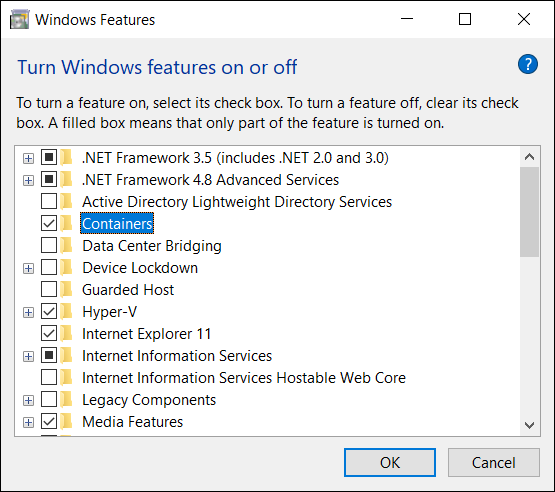 Windows Features
Turn Windows features on or off
To turn a feature on, select its check box. To turn a feature off, clear its check
box. A filled box means that only part of the feature is turned on.
.NET Framework 3.5 (includes .NET 2.0 and 3.0)
.NET Framework 4.8 Advanced Services
Active Directory Lightweight Directory Services
Containers
Data Center Bridging
Device Lockdown
Guarded Host
Hyper-V
Internet Explorer 11
Internet Information Services
Internet Information Services Hostable Web Core
Legacy Components
Media Features
OK
Cancel